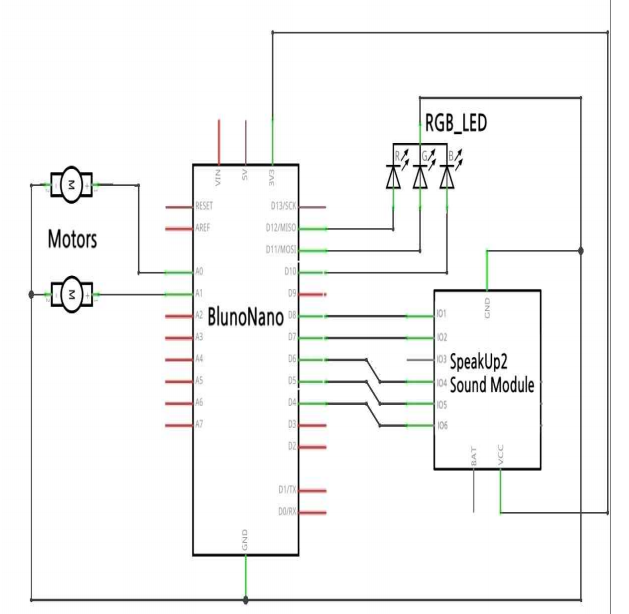 RGB_LED
R
G
B
VIN
5V
3V3
M
Motors
M
RESET
AREF
A0
A1
A2
A3
A4
A5
A6
A7
BlunoNano
D13/SCK
D12/MISO
D11/MOSI
D10
D9
D8
D7
D6
D5
D4
D3
D2
D1/TX
D0/RX
GND
GND
IO1
IO2
IO3
IO4
IO5
IO6
SpeakUp2
Sound Module
BAT
VCC